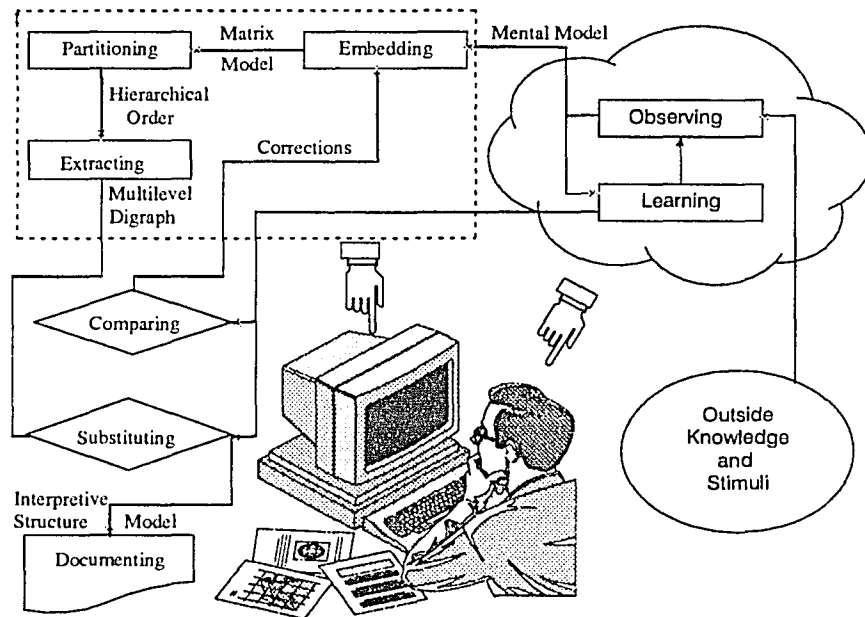 Partitioning
Matrix
Model
Embedding
Mental Model
Hierarchical
Order
Observing
Extracting
Corrections
Multilevel
Digraph
Learning
Comparing
Substituting
Outside
Knowledge
and
Stimuli
Interpretive
Structure
Model
Documenting